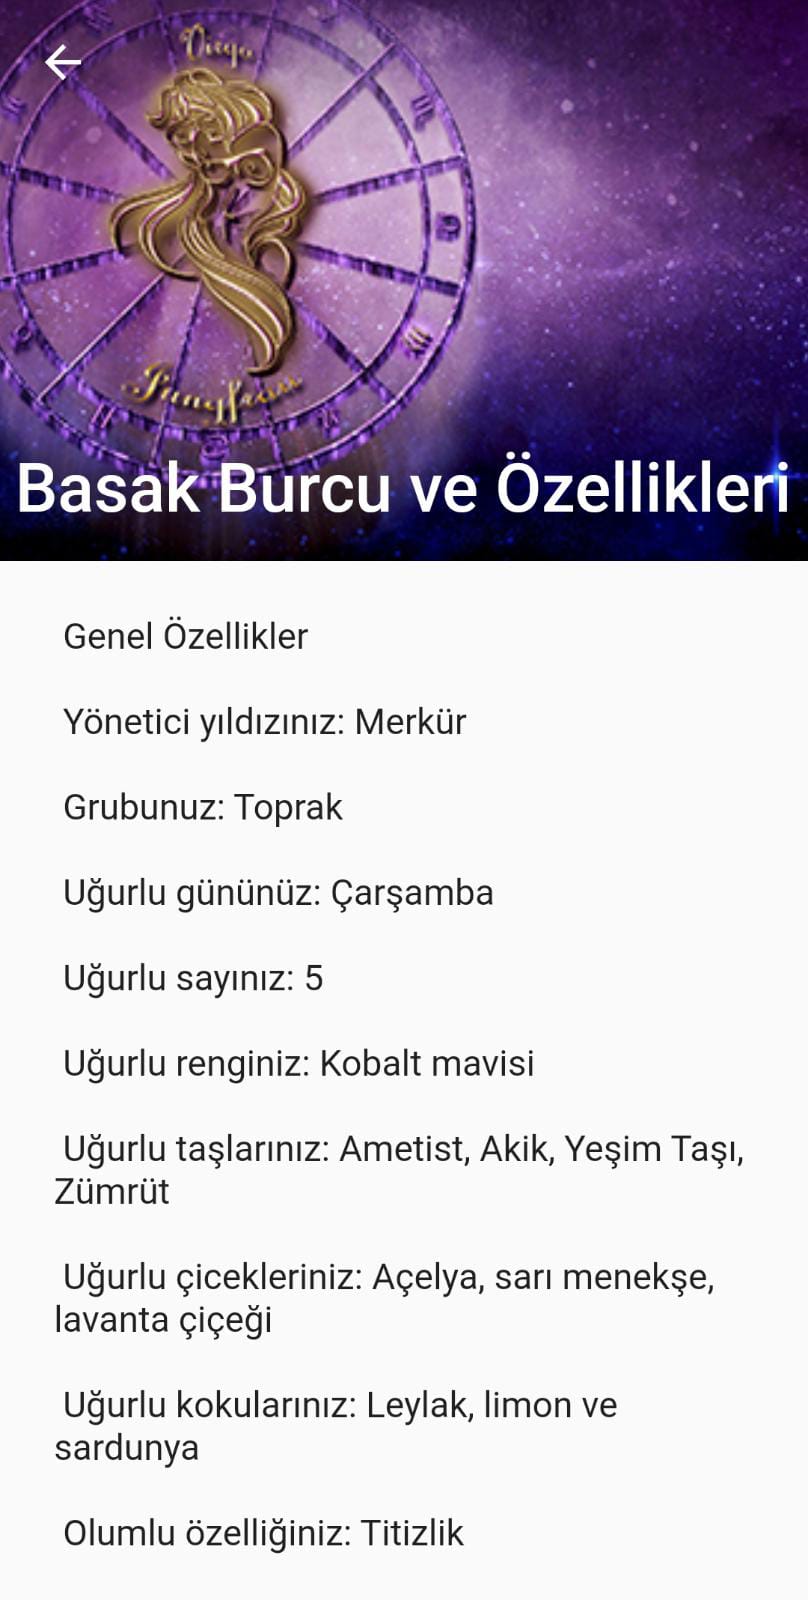 Virgo
Jungfrau
Basak Burcu ve Özellikleri
Genel Özellikler
Yönetici yıldızınız: Merkür
Grubunuz: Toprak
Uğurlu gününüz: Çarşamba
Uğurlu sayınız: 5
Uğurlu renginiz: Kobalt mavisi
Uğurlu taşlarınız: Ametist, Akik, Yeşim Taşı,
Zümrüt
Uğurlu çicekleriniz: Açelya, sarı menekşe,
lavanta çiçeği
Uğurlu kokularınız: Leylak, limon ve
sardunya
Olumlu özelliğiniz: Titizlik